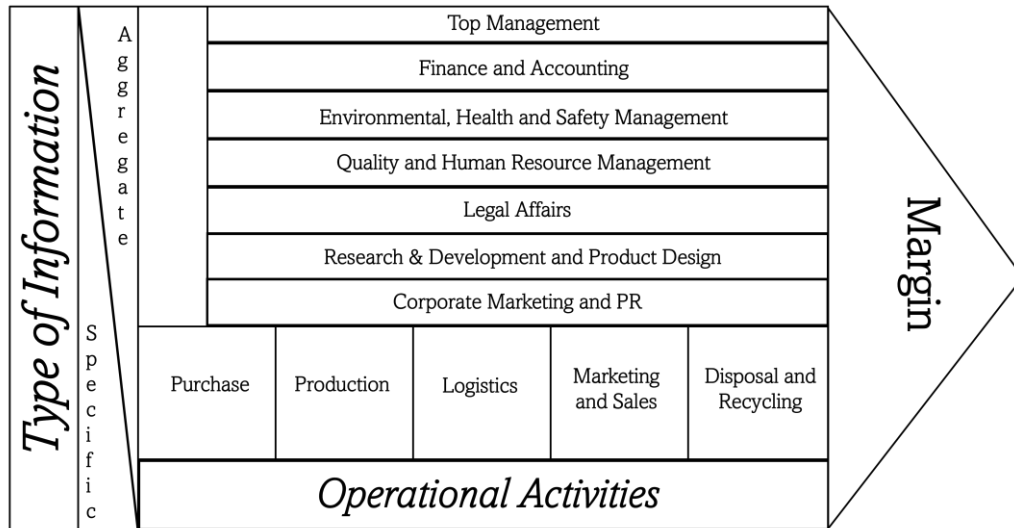 Type of Information
Aggregate
Specific
Top Management
Finance and Accounting
Environmental, Health and Safety Management
Quality and Human Resource Management
Legal Affairs
Research & Development and Product Design
Corporate Marketing and PR
Purchase
Production
Logistics
Marketing
and Sales
Disposal and
Recycling
Operational Activities
Margin